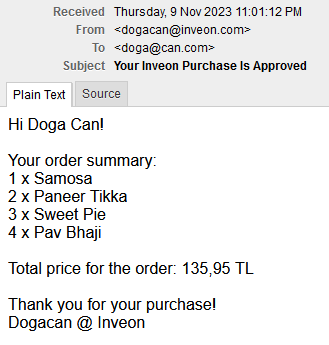 Received Thursday, 9 Nov 2023 11:01:12 PM
From <dogacan@inveon.com>
To <doga@can.com>
Subject Your Inveon Purchase Is Approved
Plain Text Source
Hi Doga Can!
Your order summary:
1 x Samosa
2 x Paneer Tikka
3 x Sweet Pie
4 x Pav Bhaji
Total price for the order: 135,95 TL
Thank you for your purchase!
Dogacan @ Inveon